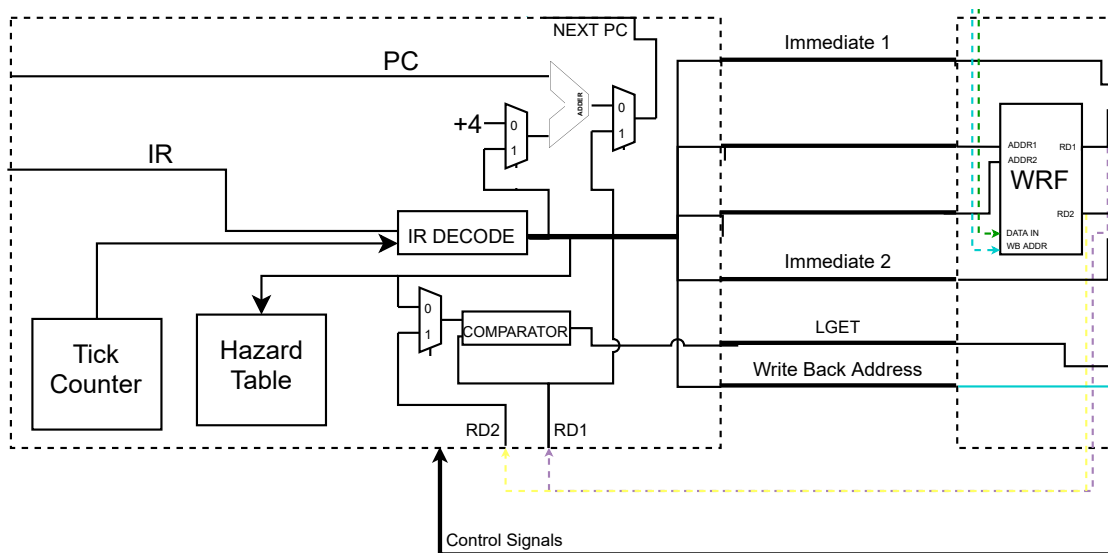 NEXT PC
Immediate 1
PC
ADDER
0
1
+4
0
1
IR
ADDR1
ADDR2
RD1
WRF
RD2
IR DECODE
DATA IN
WB ADDR
Immediate 2
0
1
COMPARATOR
LGET
Tick
Counter
Hazard
Table
Write Back Address
RD2
RD1
Control Signals